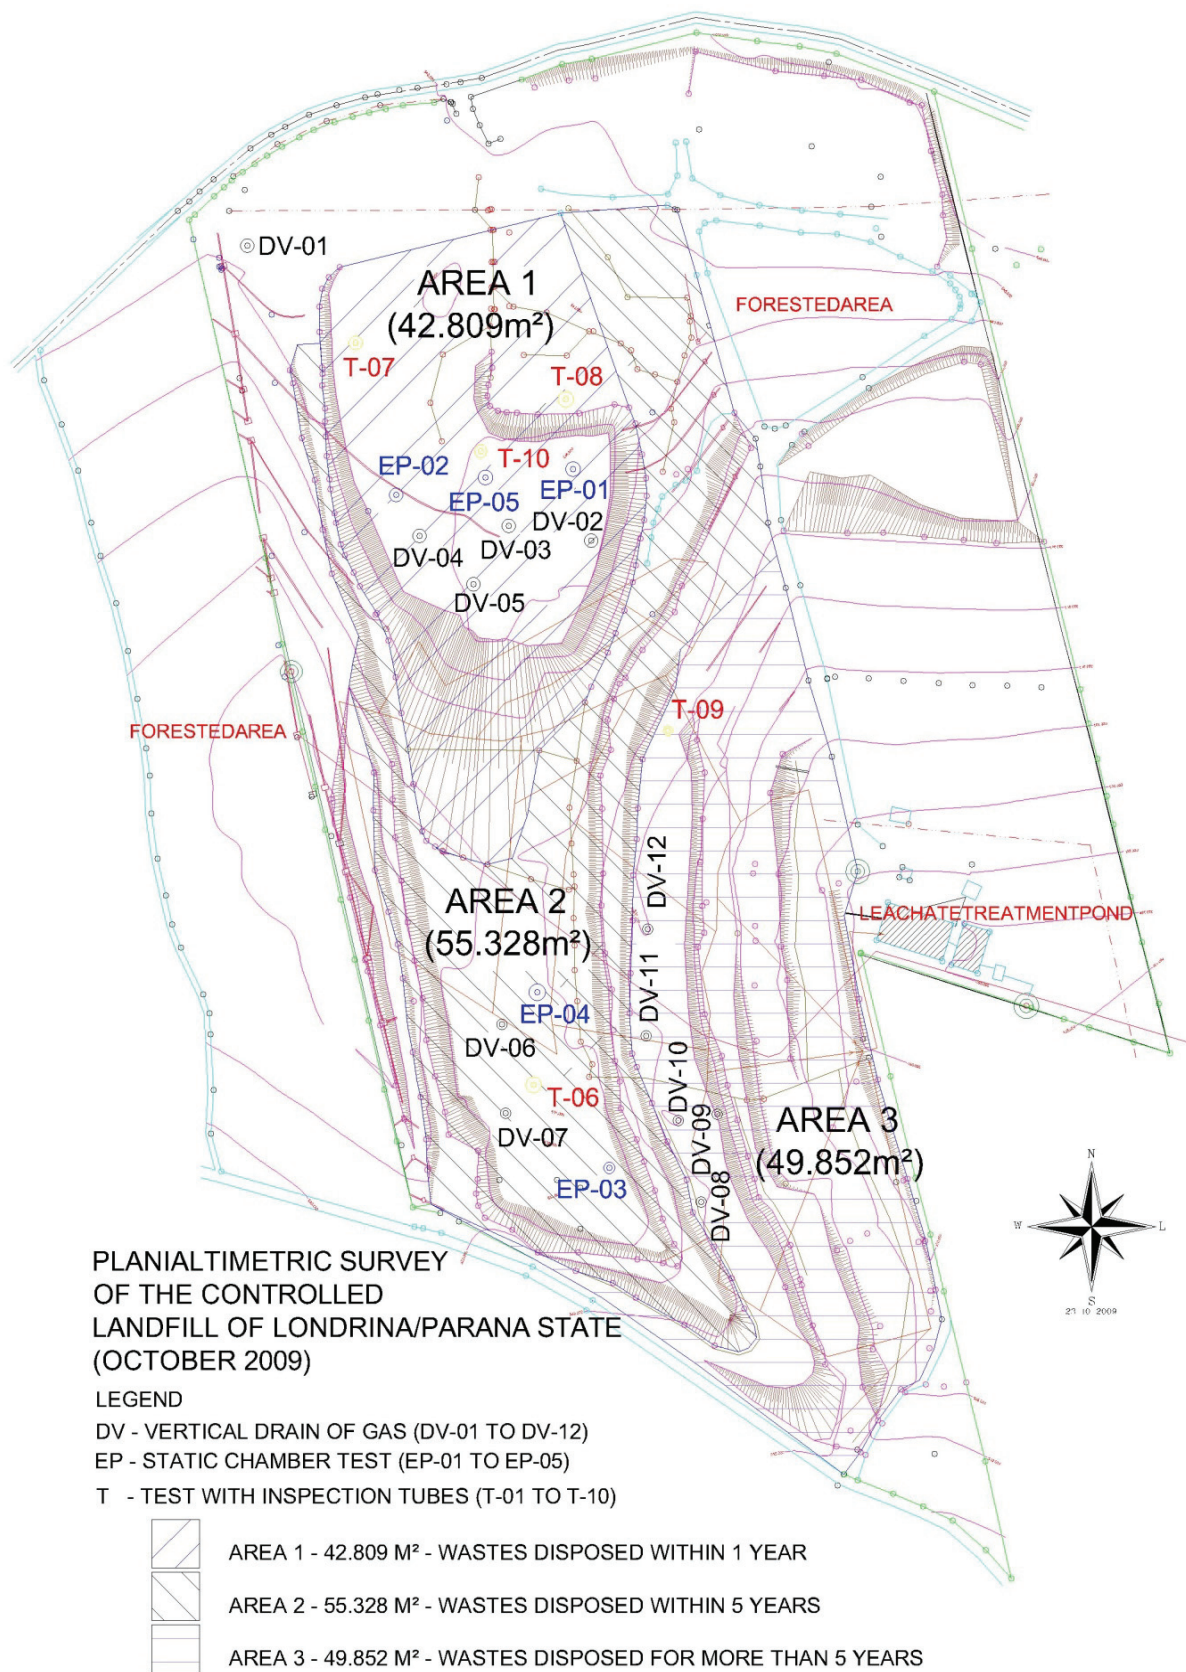 DV-01
AREA 1
(42.809m²)
FORESTEDAREA
T-07
T-08
T-10
EP-02
EP-05
EP-01
DV-02
DV-03
DV-04
DV-05
T-09
FORESTEDAREA
DV-12
AREA 2
(55.328m²)
LEACHATETREATMENTPOND
DV-11
EP-04
DV-06
DV-10
T-06
DV-07
DV-09
AREA 3
(49.852m²)
EP-03
DV-08
N
W
L
S
27 10 2009
PLANIALTIMETRIC SURVEY
OF THE CONTROLLED
LANDFILL OF LONDRINA/PARANA STATE
(OCTOBER 2009)
LEGEND
DV - VERTICAL DRAIN OF GAS (DV-01 TO DV-12)
EP - STATIC CHAMBER TEST (EP-01 TO EP-05)
T - TEST WITH INSPECTION TUBES (T-01 TO T-10)
AREA 1 - 42.809 M² - WASTES DISPOSED WITHIN 1 YEAR
AREA 2 - 55.328 M² - WASTES DISPOSED WITHIN 5 YEARS
AREA 3 - 49.852 M² - WASTES DISPOSED FOR MORE THAN 5 YEARS